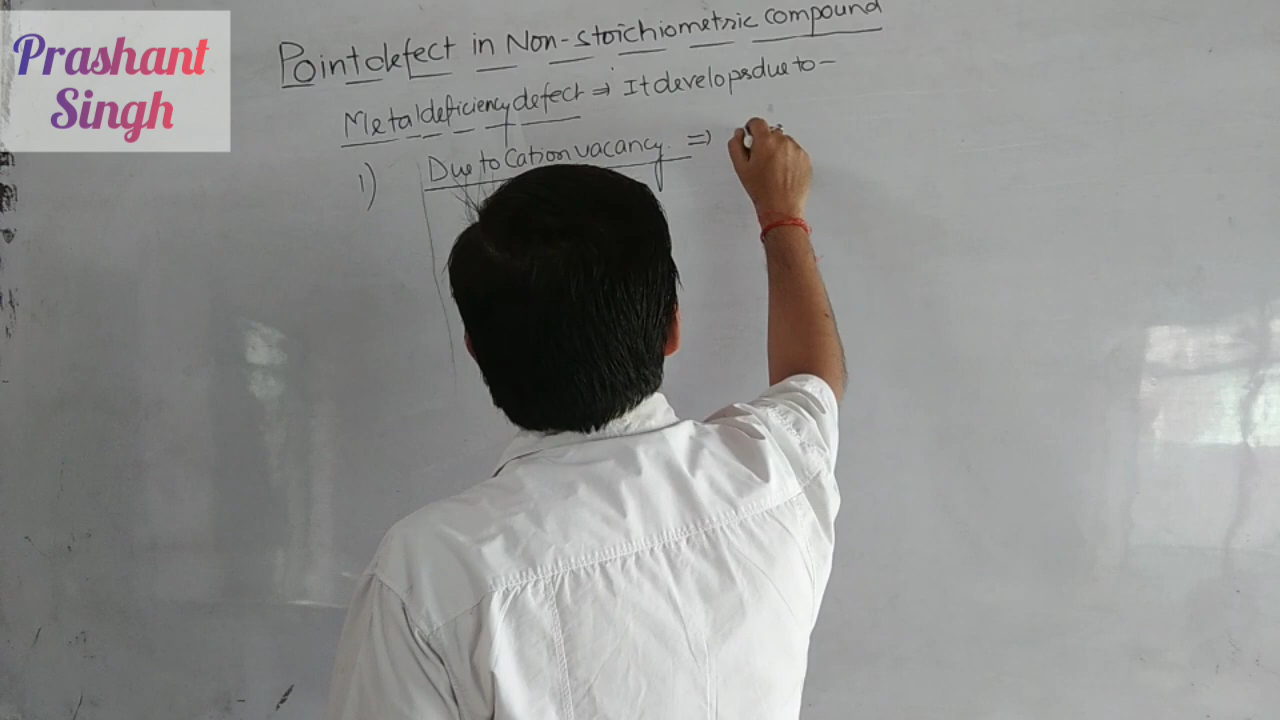 Prashant
Singh
Point defect in Non-stoichiometric compound
Metal deficiency defect ⇒ It develops due to –
1) Due to Cation vacancy. ⇒